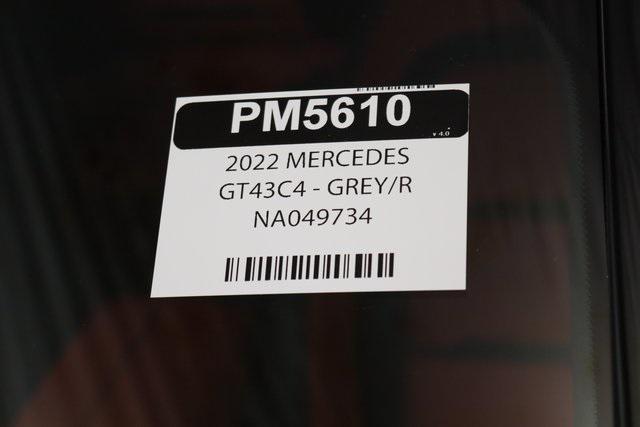 PM5610
v 4.0
2022 MERCEDES
GT43C4 - GREY/R
NA049734